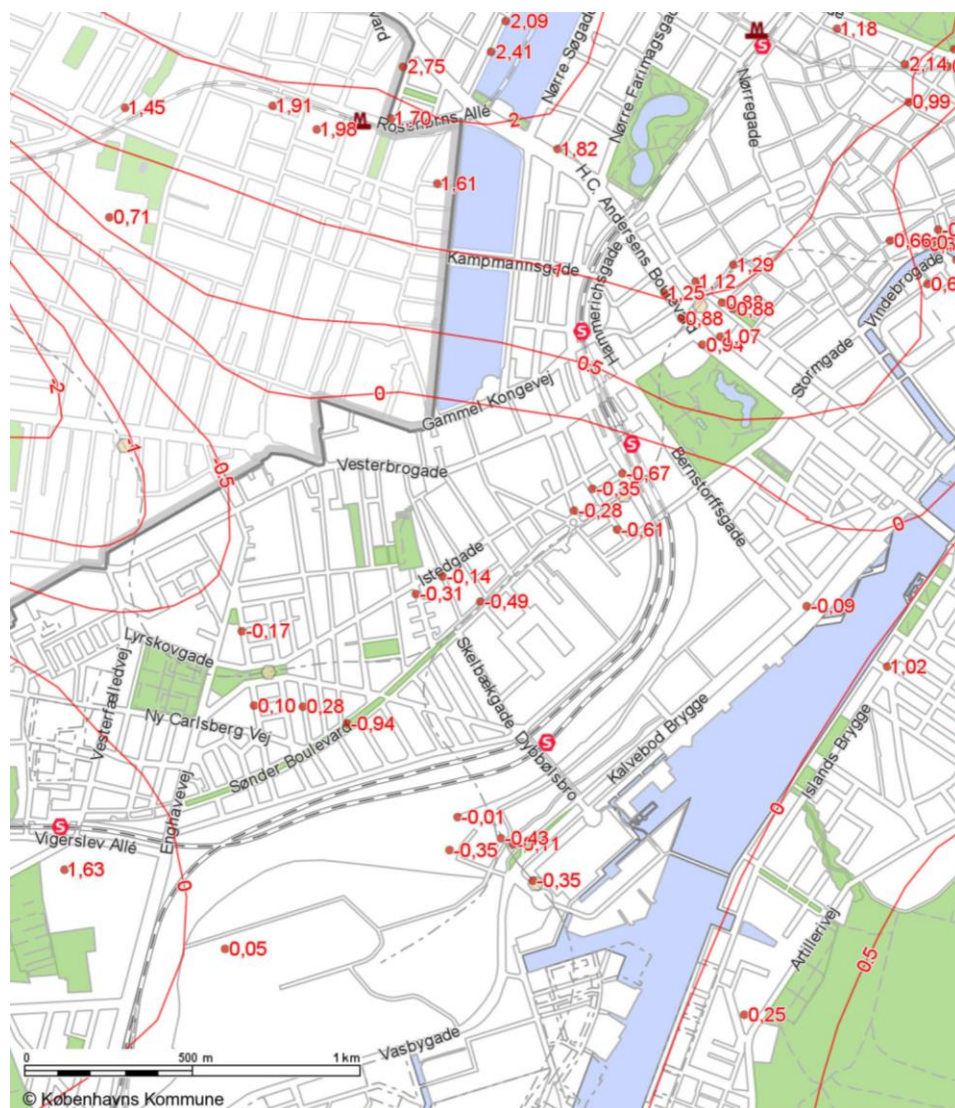 2,09
1,18
2,41
Nørre Søgade
Nørre Farimagsgade
M
S
2,75
2,14
Nørregade
0,99
1,45
1,91
1,98
M
1,70
Rosenørns Allé
2
1,82
1,61
H.C. Andersens Boulevard
0,71
0,66
Kampmannsgade
1
1,29
1,12
1,25
Hammerichsgade
Vindebrogade
0,88
0,88
0,88
S
1,07
0,94
0.5
Stormgade
-2
0
Gammel Kongevej
-1
-0.5
Vesterbrogade
S
-0,67
Bernstorffsgade
-0,35
-0,28
-0,61
0
Istedgade
-0,14
-0,31
-0,49
-0,09
-0,17
Lyrskovgade
Skelbækgade
1,02
Vesterfælledvej
0,10
0,28
Ny Carlsberg Vej
-0,94
Sønder Boulevard
S
Dybbølsbro
Kalvebod Brygge
Islands Brygge
Enghavevej
0
-0,01
S
Vigerslev Allé
-0,43
-0,11
-0,35
1,63
-0,35
0
Artillerivej
0,05
0.5
0,25
Vasbygade
0 500 m 1 km
© Københavns Kommune